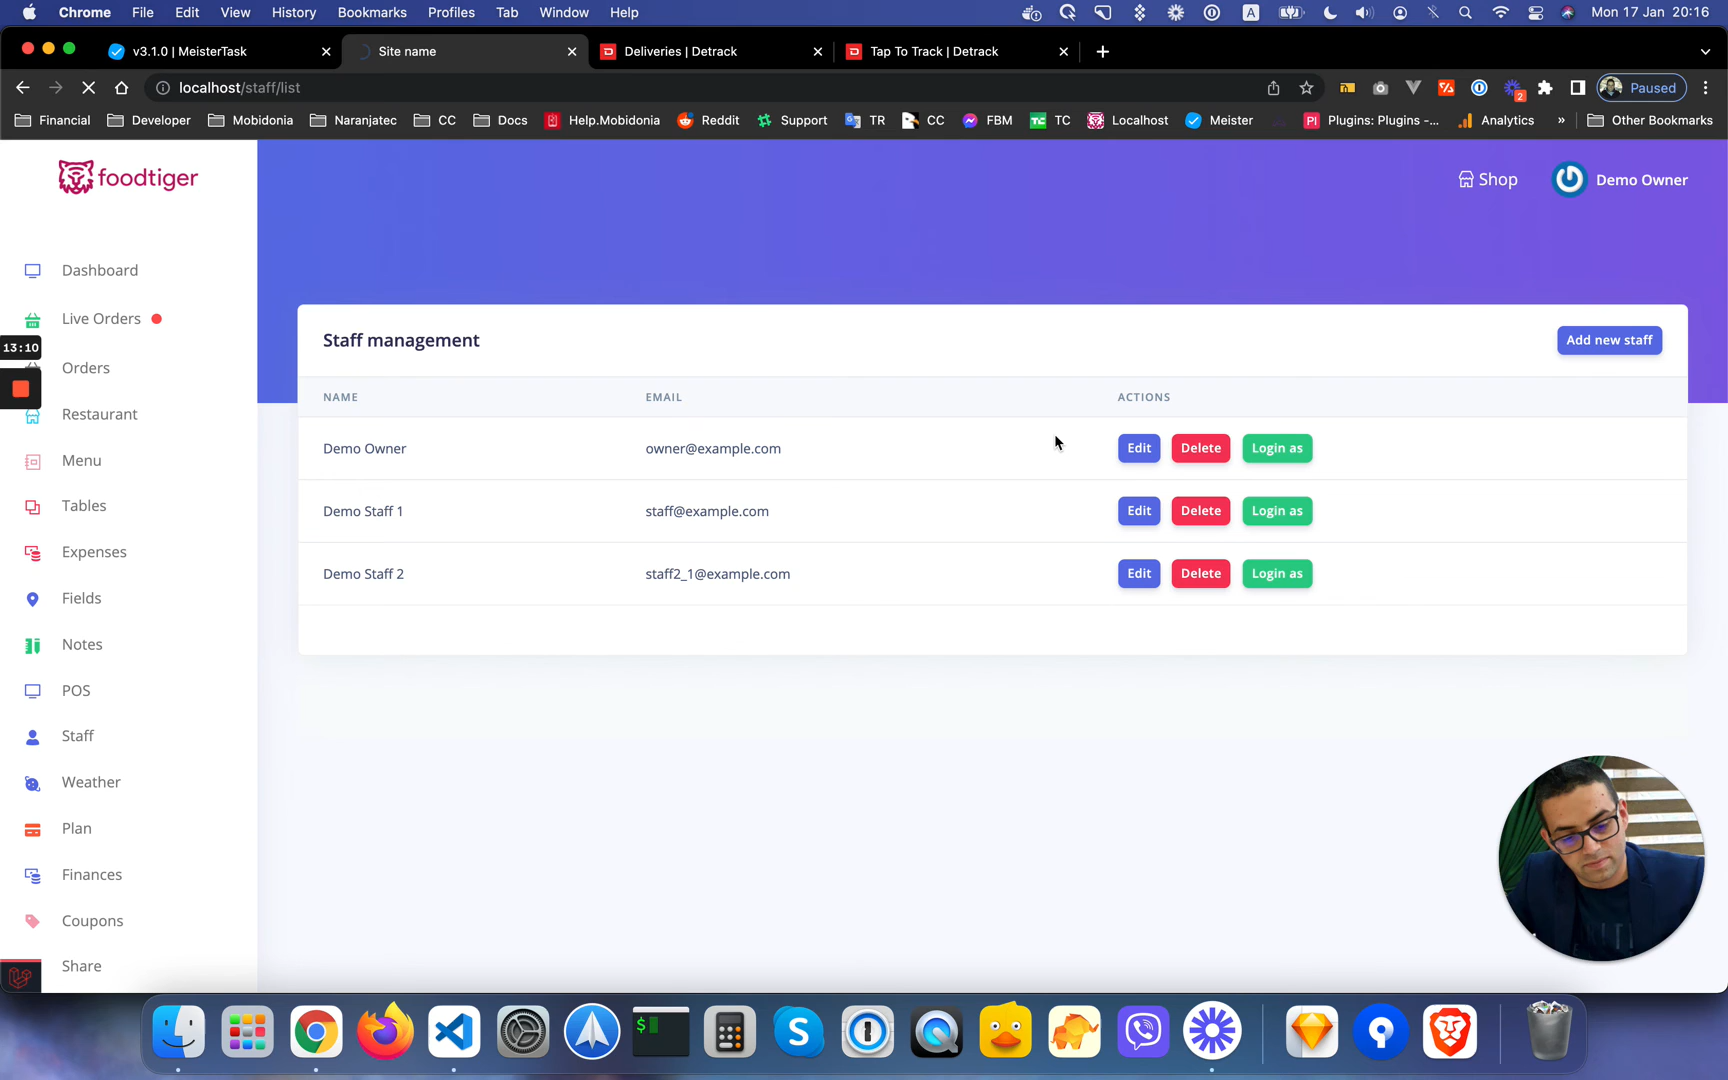 Chrome File Edit View History Bookmarks Profiles Tab Window Help A Mon 17 Jan 20:16
v3.1.0 | MeisterTask Site name Deliveries | Detrack Tap To Track | Detrack
localhost/staff/list 2 Paused
Financial Developer Mobidonia Naranjatec CC Docs Help.Mobidonia Reddit Support TR CC FBM TC Localhost Meister Plugins: Plugins -... Analytics » Other Bookmarks
foodtiger
Shop Demo Owner
Dashboard
Live Orders
13:10
Orders
Restaurant
Menu
Tables
Expenses
Fields
Notes
POS
Staff
Weather
Plan
Finances
Coupons
Share
Staff management Add new staff
NAME EMAIL ACTIONS
Demo Owner owner@example.com Edit Delete Login as
Demo Staff 1 staff@example.com Edit Delete Login as
Demo Staff 2 staff2_1@example.com Edit Delete Login as